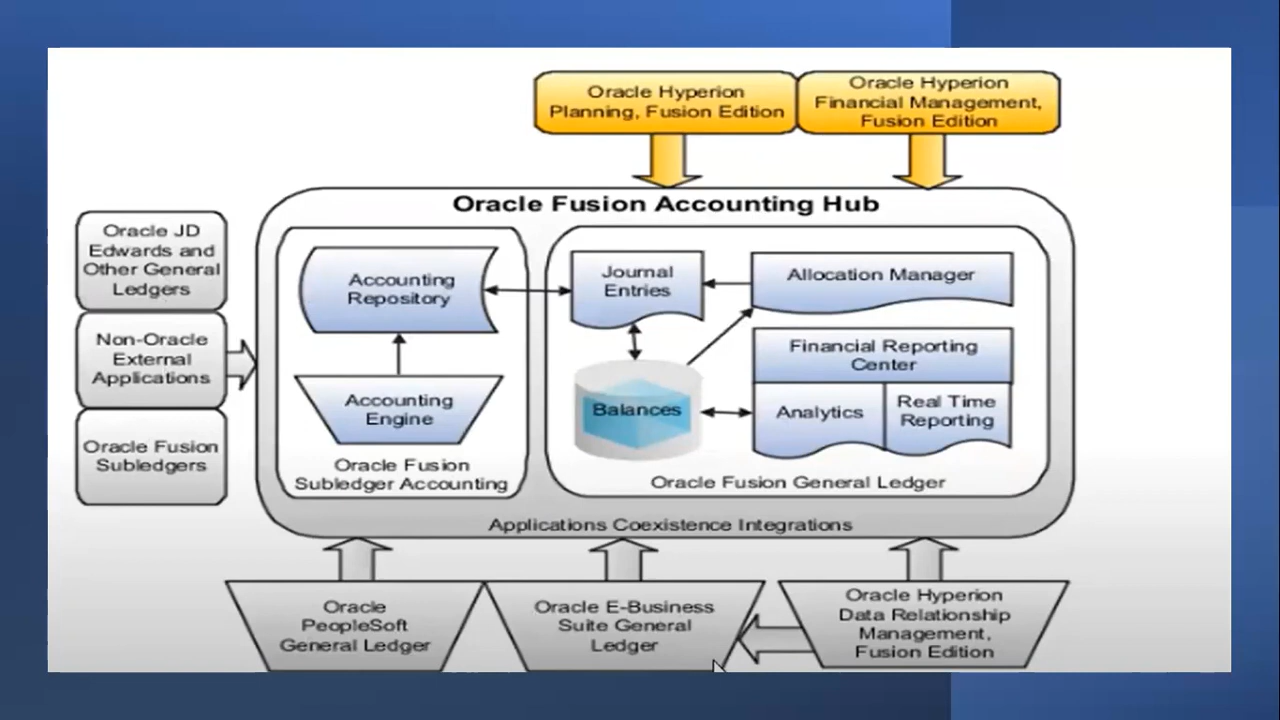 Oracle Hyperion
Planning, Fusion Edition
Oracle Hyperion
Financial Management,
Fusion Edition
Oracle Fusion Accounting Hub
Oracle JD
Edwards and
Other General
Ledgers
Non-Oracle
External
Applications
Oracle Fusion
Subledgers
Accounting
Repository
Accounting
Engine
Oracle Fusion
Subledger Accounting
Journal
Entries
Allocation Manager
Financial Reporting
Center
Balances
Analytics
Real Time
Reporting
Oracle Fusion General Ledger
Applications Coexistence Integrations
Oracle
PeopleSoft
General Ledger
Oracle E-Business
Suite General
Ledger
Oracle Hyperion
Data Relationship
Management,
Fusion Edition